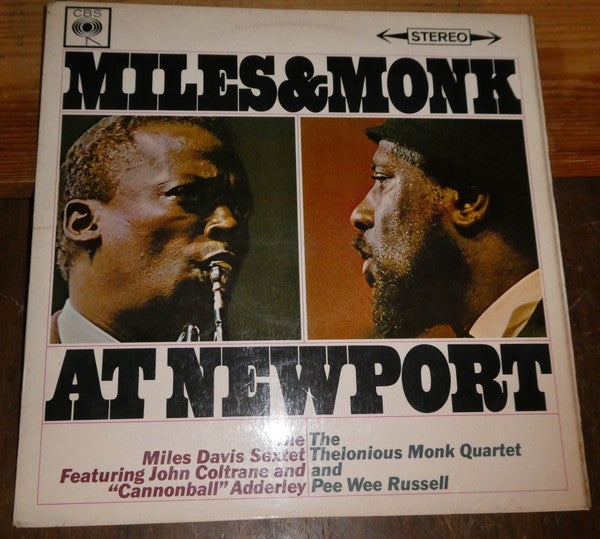 CBS
STEREO
MILES&MONK
AT NEWPORT
The
Miles Davis Sextet
Featuring John Coltrane and
“Cannonball” Adderley
The
Thelonious Monk Quartet
and
Pee Wee Russell